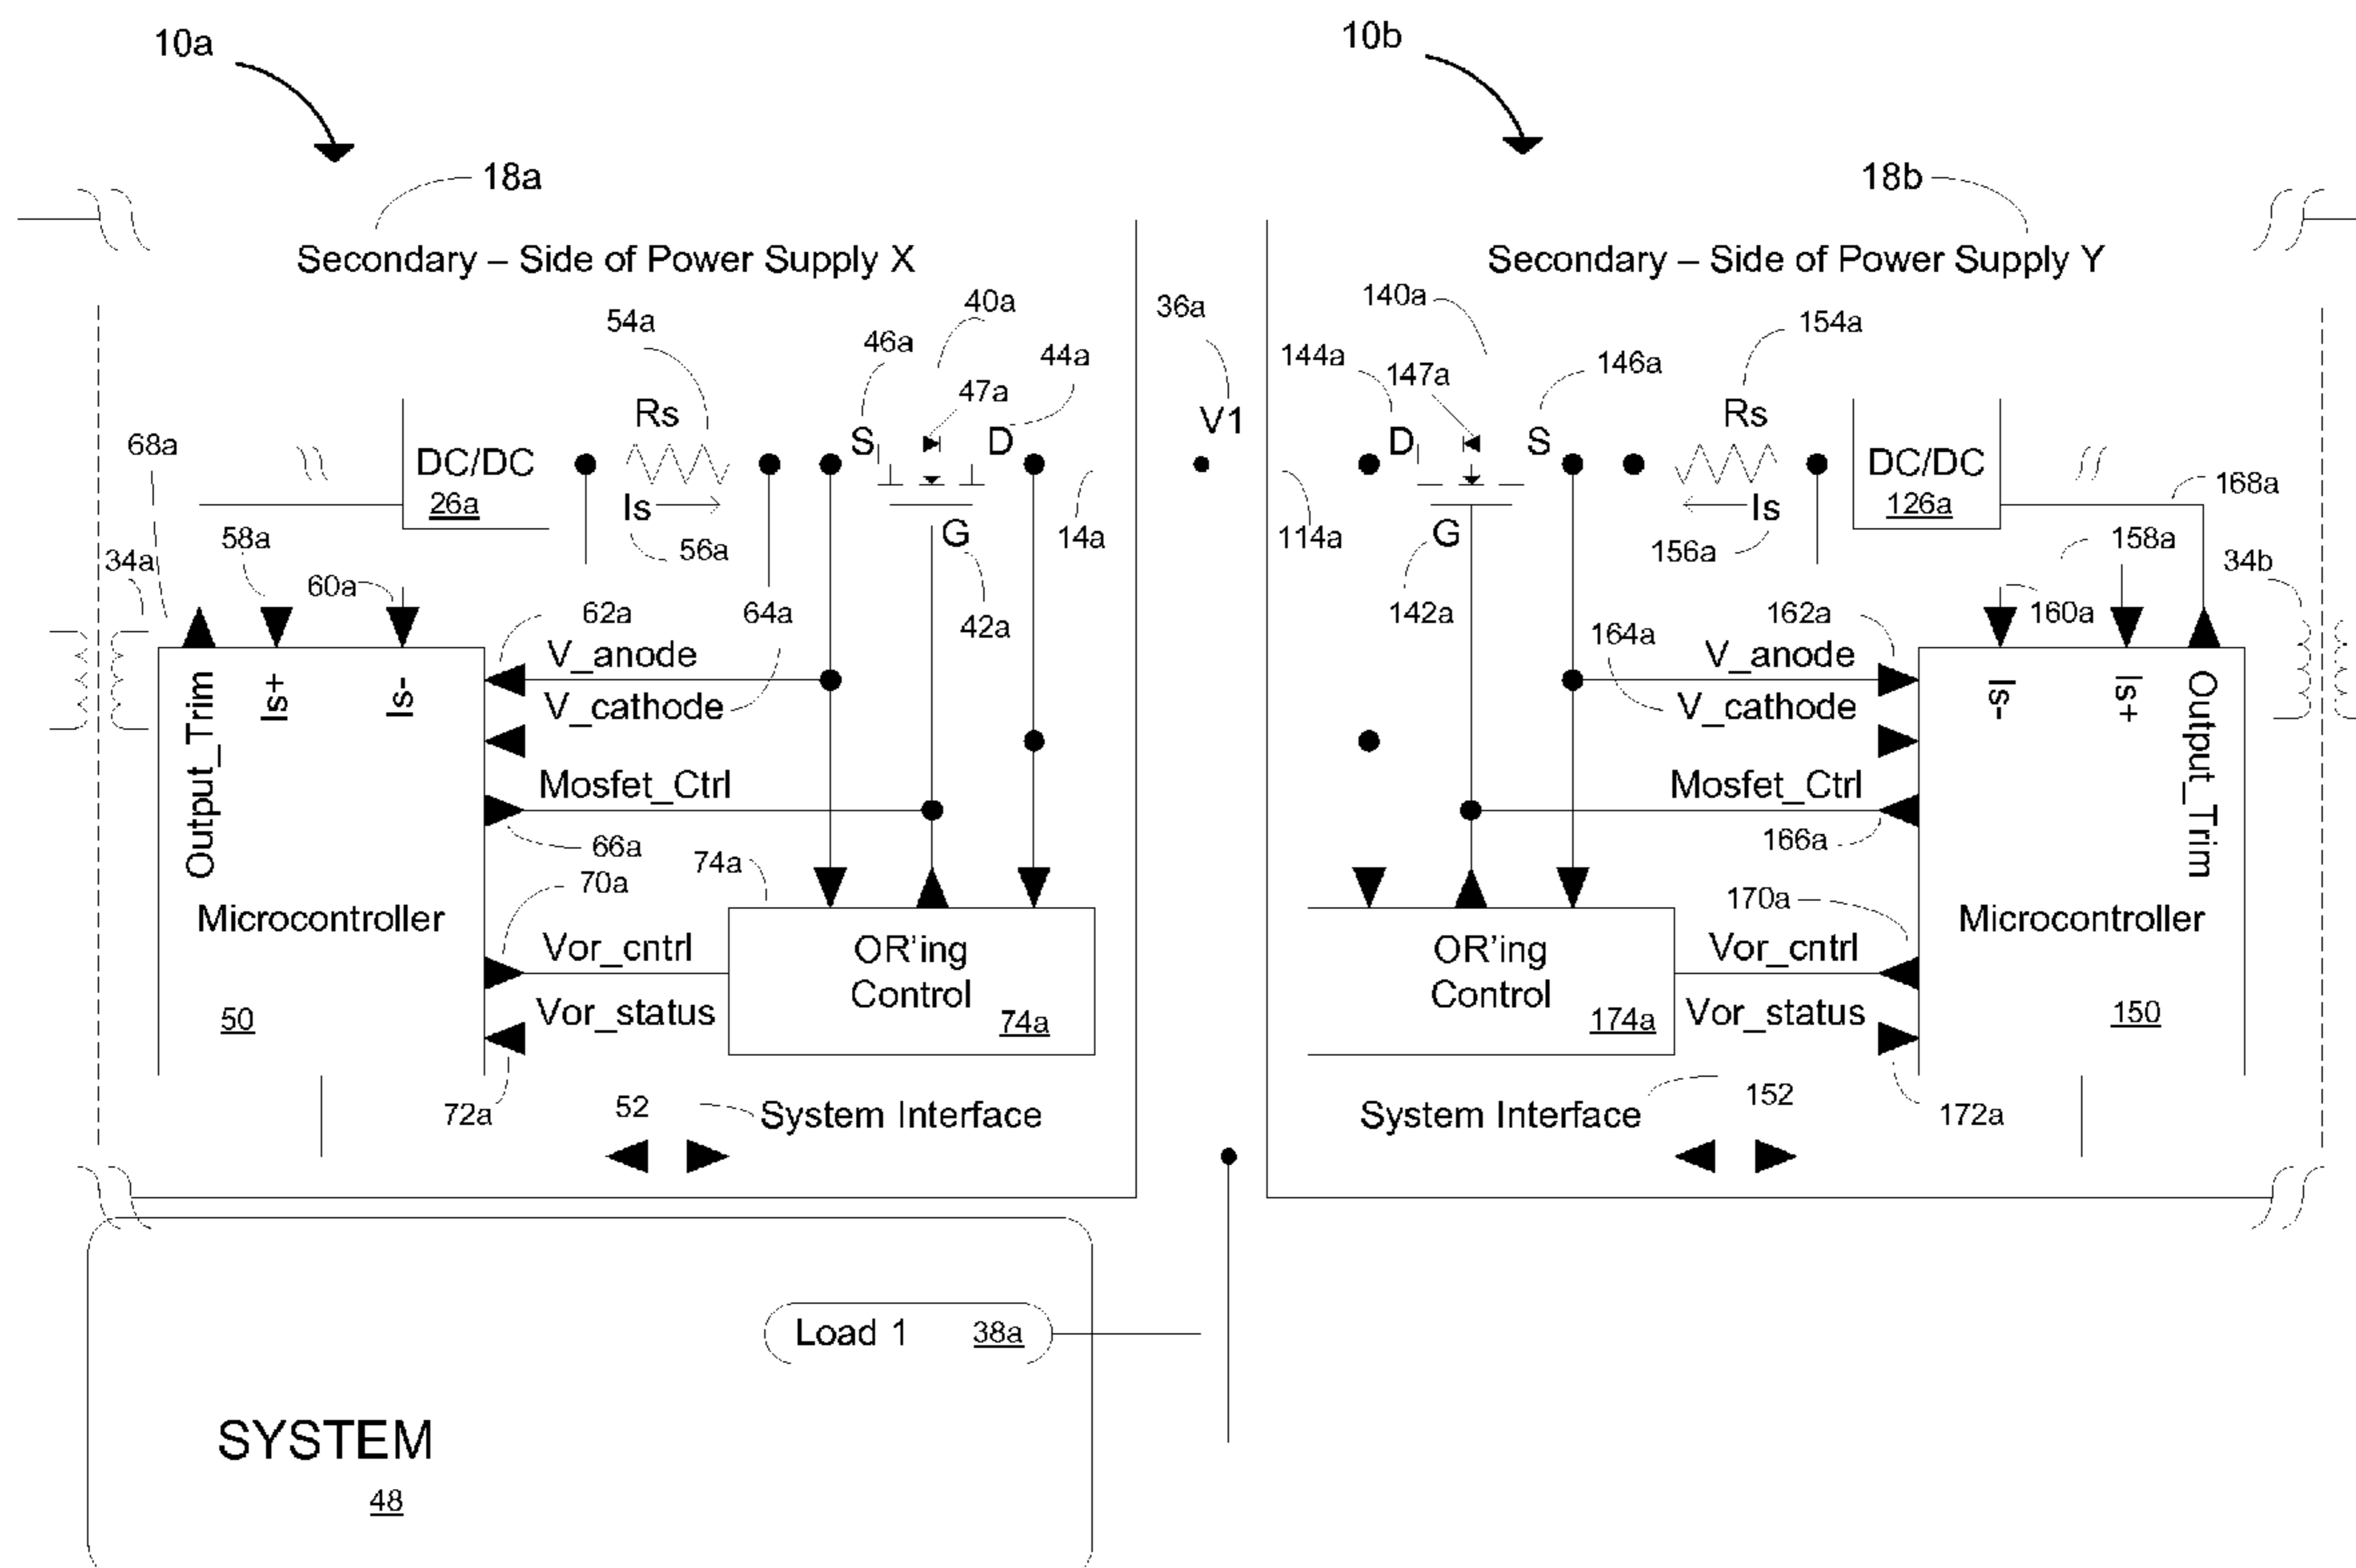 10a
10b
18a
18b
Secondary – Side of Power Supply X
Secondary – Side of Power Supply Y
54a
46a
40a
47a
44a
36a
144a
140a
147a
146a
154a
68a
Rs
S
D
V1
D
S
Rs
DC/DC
26a
Is
G
14a
114a
G
Is
DC/DC
126a
168a
34a
58a
60a
56a
62a
64a
42a
142a
164a
156a
162a
160a
158a
34b
Output_Trim
Is+
Is-
V_anode
V_cathode
V_anode
V_cathode
Is-
Is+
Output_Trim
Mosfet_Ctrl
66a
70a
74a
Mosfet_Ctrl
166a
170a
Microcontroller
50
Vor_cntrl
Vor_status
OR'ing
Control
74a
OR'ing
Control
174a
Vor_cntrl
Vor_status
Microcontroller
150
72a
52
System Interface
System Interface
152
172a
Load 1
38a
SYSTEM
48